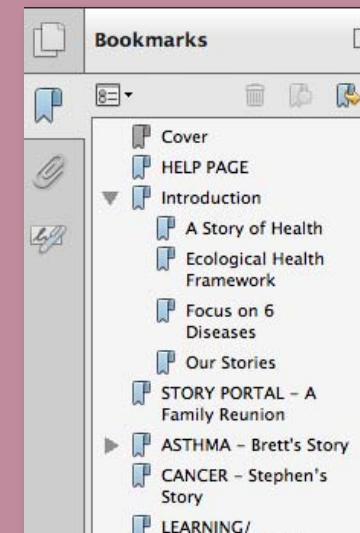 Bookmarks
Cover
HELP PAGE
Introduction
A Story of Health
Ecological Health
Framework
Focus on 6
Diseases
Our Stories
STORY PORTAL – A
Family Reunion
ASTHMA – Brett's Story
CANCER – Stephen's
Story
LEARNING/